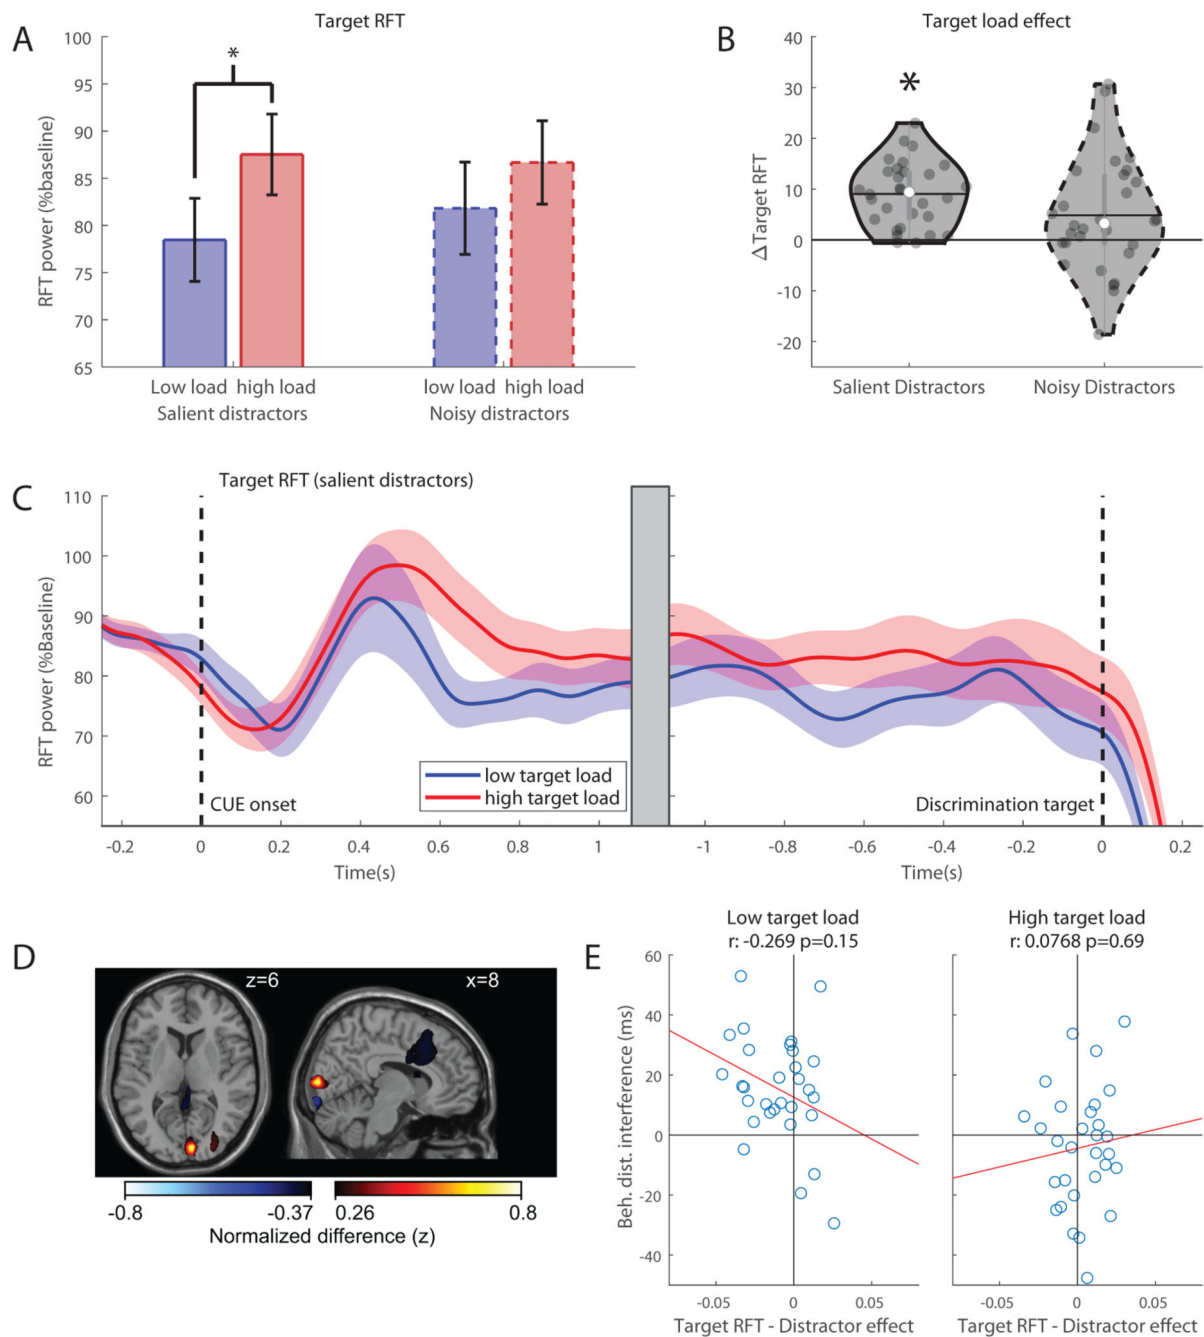 A
Target RFT
RFT power (%baseline)
100
95
90
85
80
75
70
65
*
Low load high load
Salient distractors
low load high load
Noisy distractors
B
Target load effect
ΔTarget RFT
40
30
20
10
0
-10
-20
*
Salient Distractors
Noisy Distractors
C
Target RFT (salient distractors)
RFT power (%Baseline)
110
100
90
80
70
60
low target load
high target load
CUE onset
Discrimination target
-0.2 0 0.2 0.4 0.6 0.8 1
Time(s)
-1 -0.8 -0.6 -0.4 -0.2 0 0.2
Time(s)
D
z=6
x=8
-0.8 -0.37 0.26 0.8
Normalized difference (z)
E
Low target load
r: -0.269 p=0.15
Beh. dist. interference (ms)
60
40
20
0
-20
-40
-0.05 0 0.05
Target RFT - Distractor effect
High target load
r: 0.0768 p=0.69
-0.05 0 0.05
Target RFT - Distractor effect